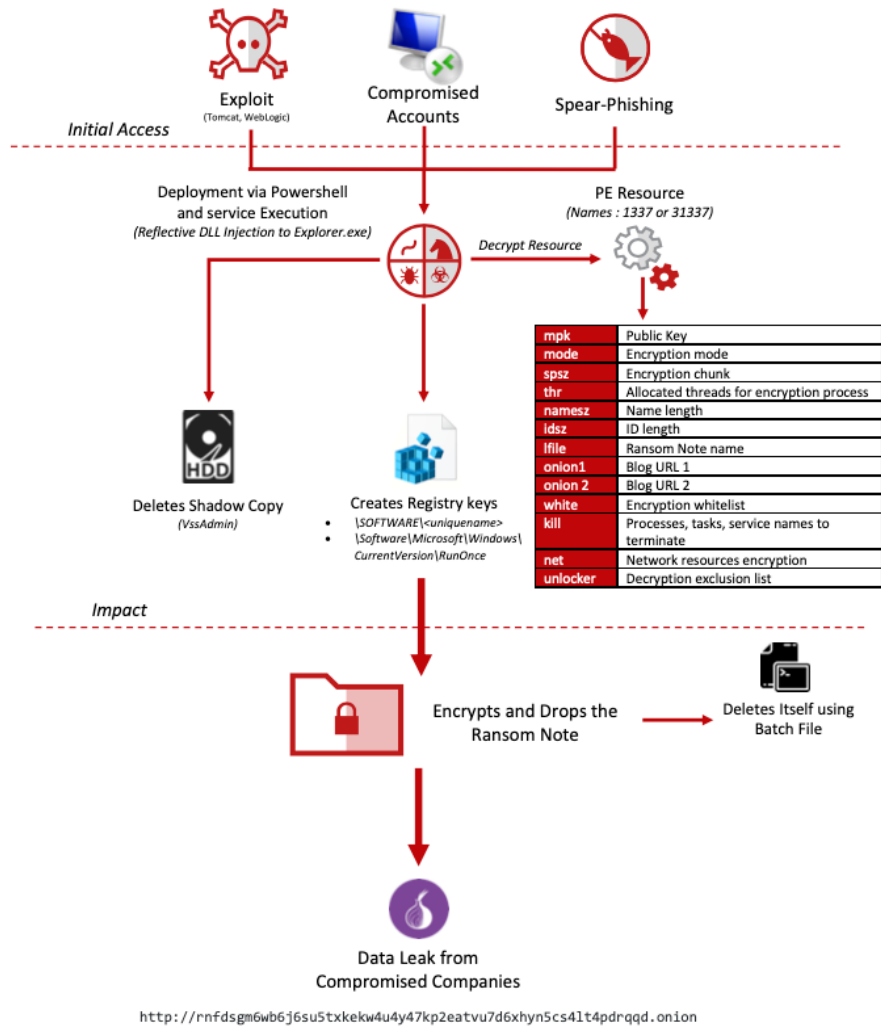 Exploit
(Tomcat, WebLogic)
Compromised
Accounts
Spear-Phishing
Initial Access
Deployment via Powershell
and service Execution
(Reflective DLL Injection to Explorer.exe)
PE Resource
(Names : 1337 or 31337)
Decrypt Resource
mpk Public Key
mode Encryption mode
spsz Encryption chunk
thr Allocated threads for encryption process
namesz Name length
idsz ID length
lfile Ransom Note name
onion1 Blog URL 1
onion 2 Blog URL 2
white Encryption whitelist
kill Processes, tasks, service names to
terminate
net Network resources encryption
unlocker Decryption exclusion list
HDD
Deletes Shadow Copy
(VssAdmin)
Creates Registry keys
• \SOFTWARE\<uniquename>
• \Software\Microsoft\Windows\
CurrentVersion\RunOnce
Impact
Encrypts and Drops the
Ransom Note
Deletes Itself using
Batch File
Data Leak from
Compromised Companies
http://rnfdsgm6wb6j6su5txkekw4u4y47kp2eatvu7d6xhyn5cs4lt4pdrqqd.onion